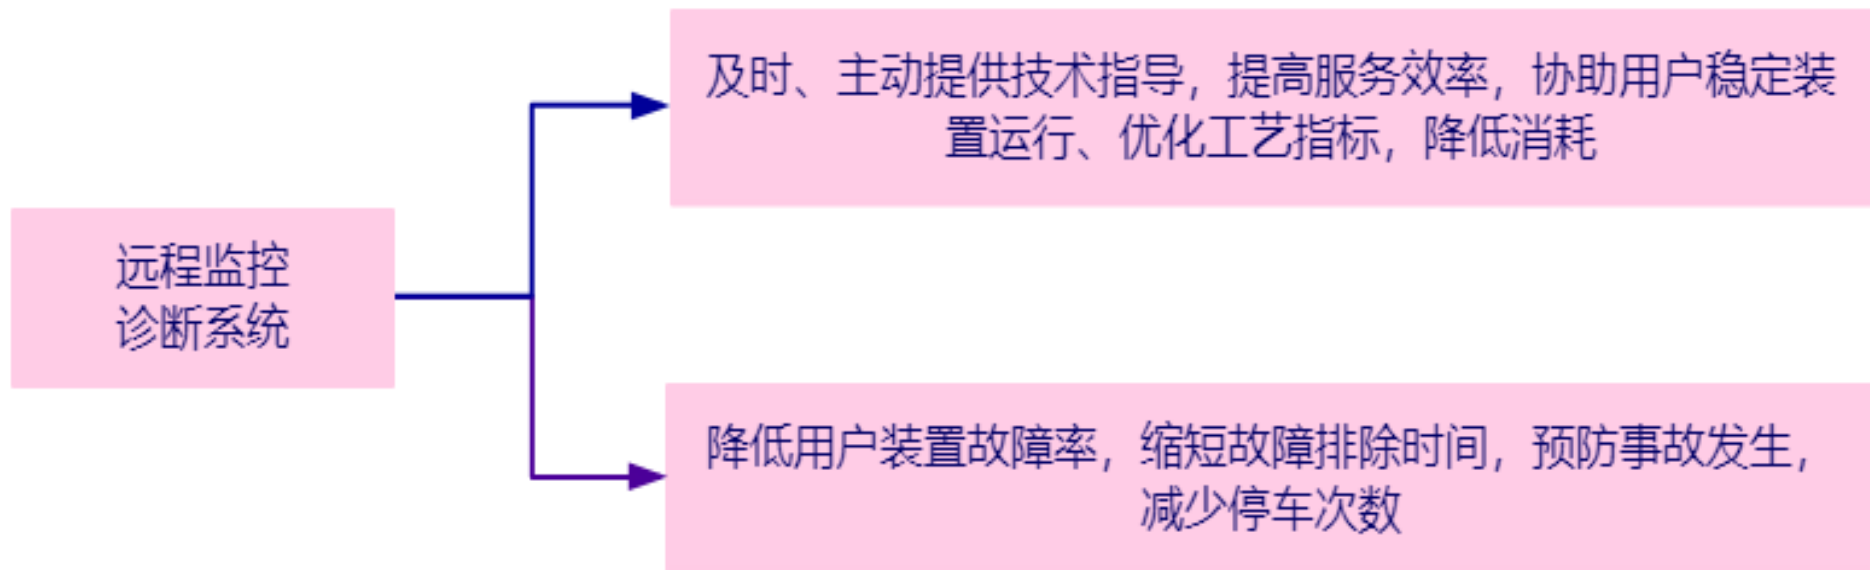 及时、主动提供技术指导，提高服务效率，协助用户稳定装
置运行、优化工艺指标，降低消耗
远程监控
诊断系统
降低用户装置故障率，缩短故障排除时间，预防事故发生，
减少停车次数